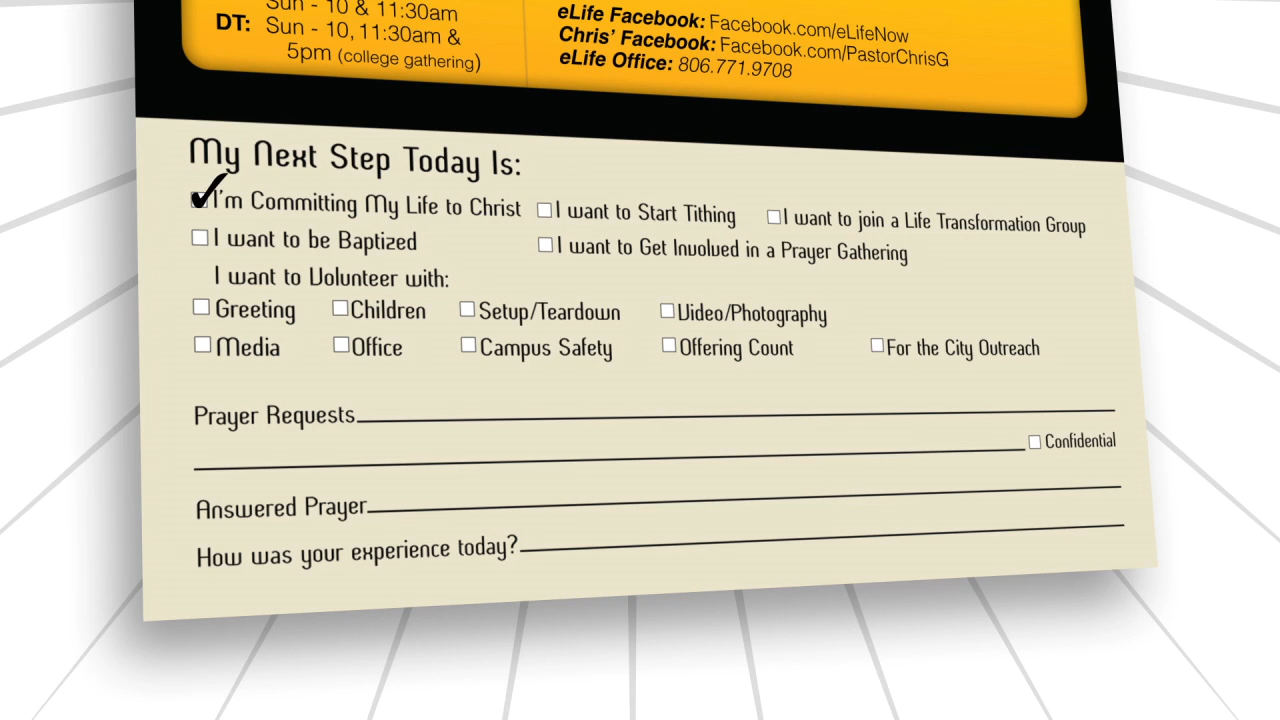 Sun - 10 & 11:30am
DT: Sun - 10, 11:30am &
5pm (college gathering)
eLife Facebook: Facebook.com/eLifeNow
Chris' Facebook: Facebook.com/PastorChrisG
eLife Office: 806.771.9708
My Next Step Today Is:
I'm Committing My Life to Christ I want to Start Tithing I want to join a Life Transformation Group
I want to be Baptized I want to Get Involved in a Prayer Gathering
I want to Volunteer with:
Greeting Children Setup/Teardown Video/Photography
Media Office Campus Safety Offering Count For the City Outreach
Prayer Requests
Confidential
Answered Prayer
How was your experience today?